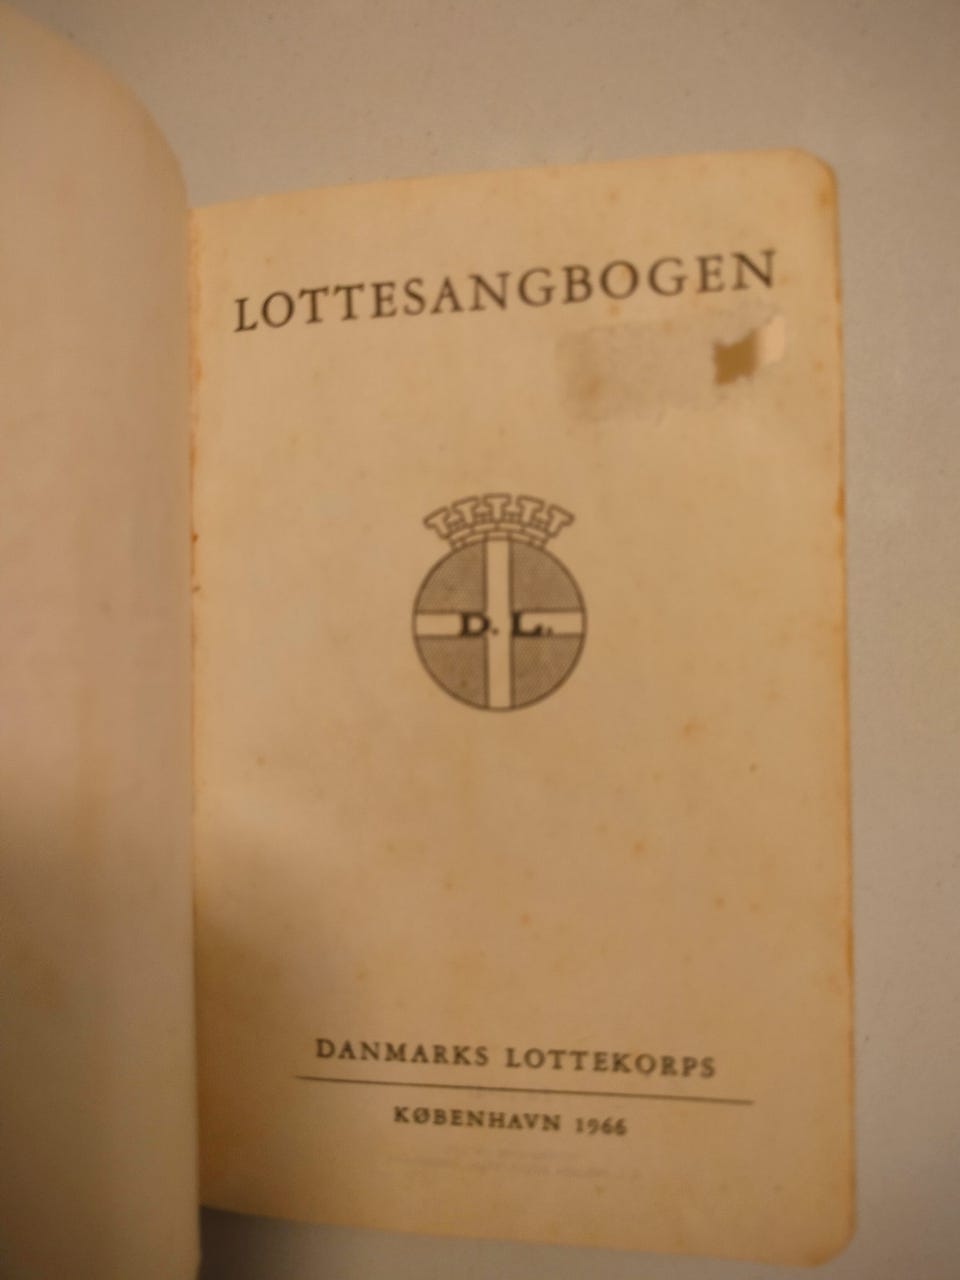 LOTTESANGBOGEN
D. L.
DANMARKS LOTTEKORPS
KØBENHAVN 1966